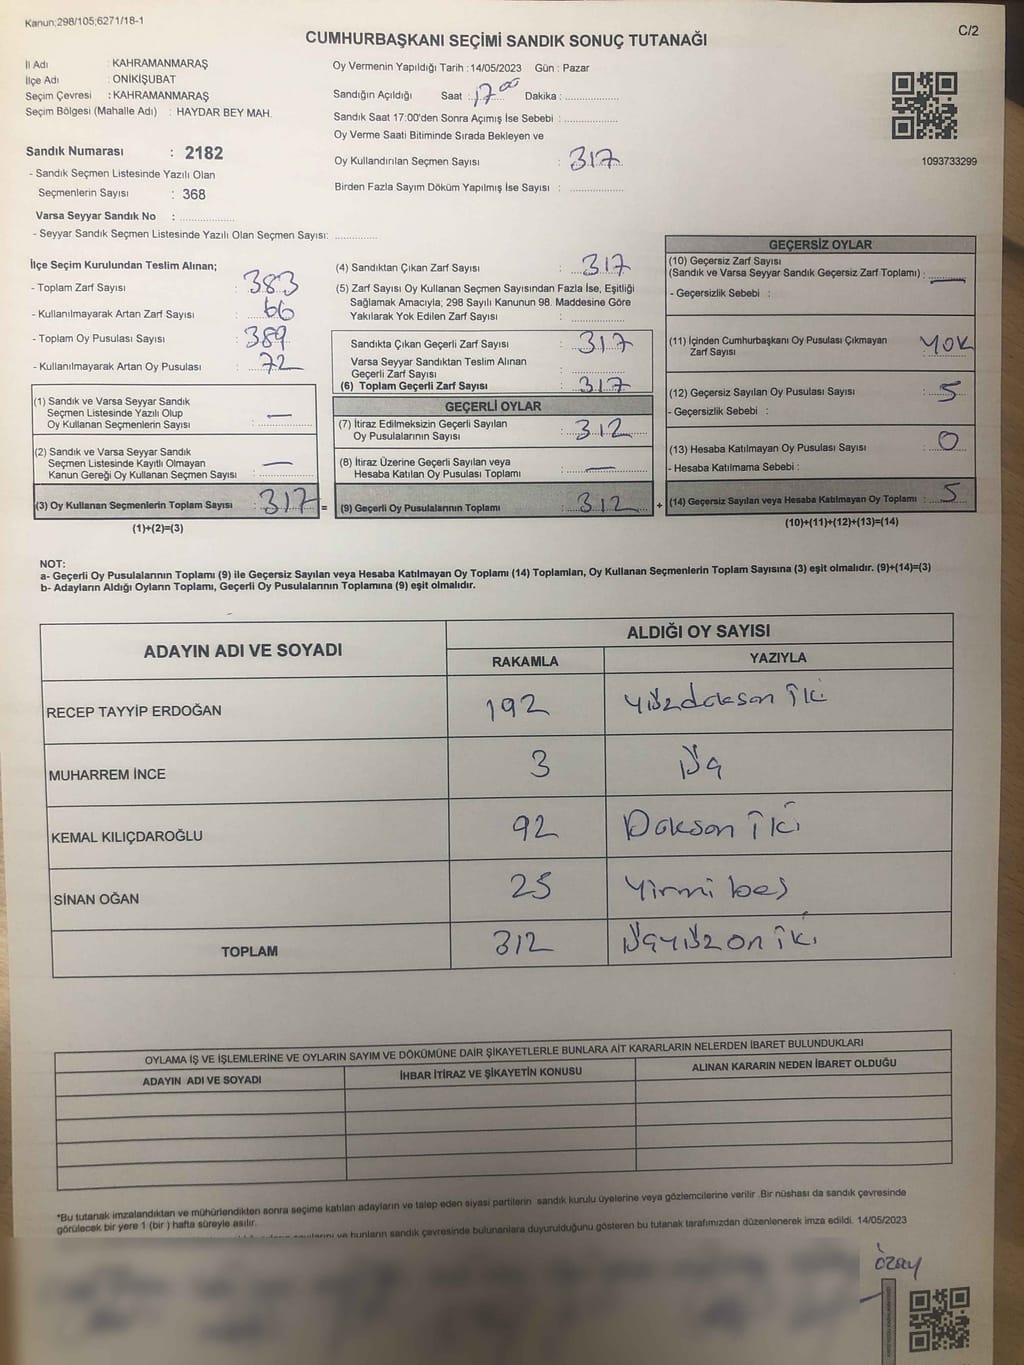 Kanun;298/105;6271/18-1
C/2
CUMHURBAŞKANI SEÇİMİ SANDIK SONUÇ TUTANAĞI
İl Adı : KAHRAMANMARAŞ
İlçe Adı : ONİKİŞUBAT
Seçim Çevresi : KAHRAMANMARAŞ
Seçim Bölgesi (Mahalle Adı) : HAYDAR BEY MAH.
Sandık Numarası : 2182
- Sandık Seçmen Listesinde Yazılı Olan
Seçmenlerin Sayısı : 368
Varsa Seyyar Sandık No : ..................
- Seyyar Sandık Seçmen Listesinde Yazılı Olan Seçmen Sayısı: ..............
Oy Vermenin Yapıldığı Tarih : 14/05/2023 Gün : Pazar
Sandığın Açıldığı Saat : 17 00 Dakika : ..................
Sandık Saat 17:00'den Sonra Açımış İse Sebebi : ..................
Oy Verme Saati Bitiminde Sırada Bekleyen ve
Oy Kullandırılan Seçmen Sayısı : 317
Birden Fazla Sayım Döküm Yapılmış İse Sayısı : ..................
1093733299
İlçe Seçim Kurulundan Teslim Alınan;
- Toplam Zarf Sayısı : 383
- Kullanılmayarak Artan Zarf Sayısı : 66
- Toplam Oy Pusulası Sayısı : 389
- Kullanılmayarak Artan Oy Pusulası : 72
(1) Sandık ve Varsa Seyyar Sandık
Seçmen Listesinde Yazılı Olup
Oy Kullanan Seçmenlerin Sayısı : —
(2) Sandık ve Varsa Seyyar Sandık
Seçmen Listesinde Kayıtlı Olmayan
Kanun Gereği Oy Kullanan Seçmen Sayısı : —
(3) Oy Kullanan Seçmenlerin Toplam Sayısı : 317 =
(1)+(2)=(3)
(4) Sandıktan Çıkan Zarf Sayısı : 317
(5) Zarf Sayısı Oy Kullanan Seçmen Sayısından Fazla İse, Eşitliği
Sağlamak Amacıyla; 298 Sayılı Kanunun 98. Maddesine Göre
Yakılarak Yok Edilen Zarf Sayısı : ..................
Sandıkta Çıkan Geçerli Zarf Sayısı : 317
Varsa Seyyar Sandıktan Teslim Alınan
Geçerli Zarf Sayısı : ..................
(6) Toplam Geçerli Zarf Sayısı : 317
GEÇERLİ OYLAR
(7) İtiraz Edilmeksizin Geçerli Sayılan
Oy Pusulalarının Sayısı : 312
(8) İtiraz Üzerine Geçerli Sayılan veya
Hesaba Katılan Oy Pusulası Toplamı : —
(9) Geçerli Oy Pusulalarının Toplamı : 312 +
GEÇERSİZ OYLAR
(10) Geçersiz Zarf Sayısı
(Sandık ve Varsa Seyyar Sandık Geçersiz Zarf Toplamı) : —
- Geçersizlik Sebebi :
(11) İçinden Cumhurbaşkanı Oy Pusulası Çıkmayan
Zarf Sayısı : YOK
(12) Geçersiz Sayılan Oy Pusulası Sayısı : 5
- Geçersizlik Sebebi :
(13) Hesaba Katılmayan Oy Pusulası Sayısı : 0
- Hesaba Katılmama Sebebi :
(14) Geçersiz Sayılan veya Hesaba Katılmayan Oy Toplamı : 5
(10)+(11)+(12)+(13)=(14)
NOT:
a- Geçerli Oy Pusulalarının Toplamı (9) ile Geçersiz Sayılan veya Hesaba Katılmayan Oy Toplamı (14) Toplamları, Oy Kullanan Seçmenlerin Toplam Sayısına (3) eşit olmalıdır. (9)+(14)=(3)
b- Adayların Aldığı Oyların Toplamı, Geçerli Oy Pusulalarının Toplamına (9) eşit olmalıdır.
ADAYIN ADI VE SOYADI ALDIĞI OY SAYISI
RAKAMLA YAZIYLA
RECEP TAYYİP ERDOĞAN 192 Yüzdoksan iki
MUHARREM İNCE 3 Üç
KEMAL KILIÇDAROĞLU 92 Doksan iki
SİNAN OĞAN 25 Yirmi beş
TOPLAM 312 Üçyüz on iki
OYLAMA İŞ VE İŞLEMLERİNE VE OYLARIN SAYIM VE DÖKÜMÜNE DAİR ŞİKAYETLERLE BUNLARA AİT KARARLARIN NELERDEN İBARET BULUNDUKLARI
ADAYIN ADI VE SOYADI İHBAR İTİRAZ VE ŞİKAYETİN KONUSU ALINAN KARARIN NEDEN İBARET OLDUĞU
*Bu tutanak imzalandıktan ve mühürlendikten sonra seçime katılan adayların ve talep eden siyasi partilerin sandık kurulu üyelerine veya gözlemcilerine verilir .Bir nüshası da sandık çevresinde
görülecek bir yere 1 (bir ) hafta süreyle asılır.
ve bunların sandık çevresinde bulunanlara duyurulduğunu gösteren bu tutanak tarafımızdan düzenlenerek imza edildi. 14/05/2023
özay